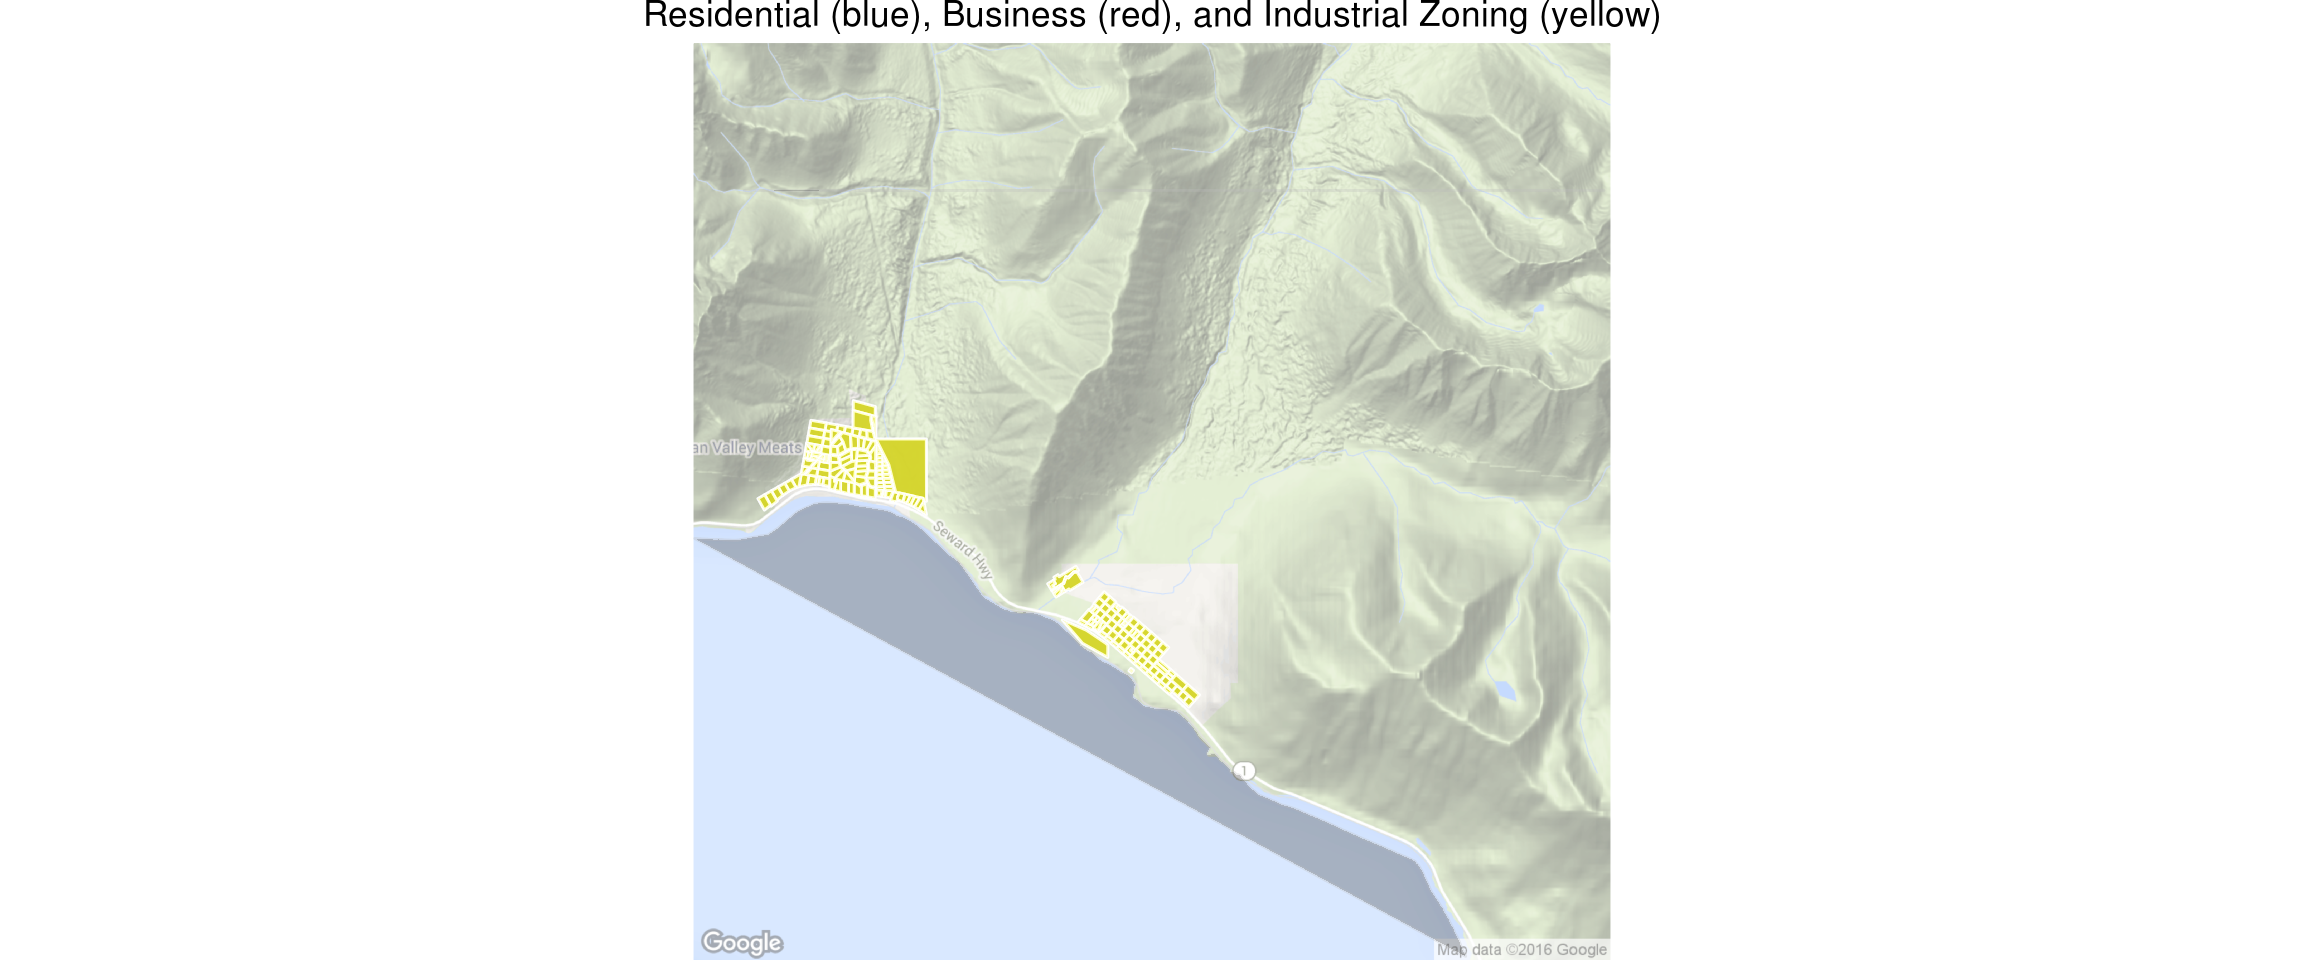 Residential (blue), Business (red), and Industrial Zoning (yellow)
an Valley Meats
Seward Hwy
1
Google
Map data ©2016 Google